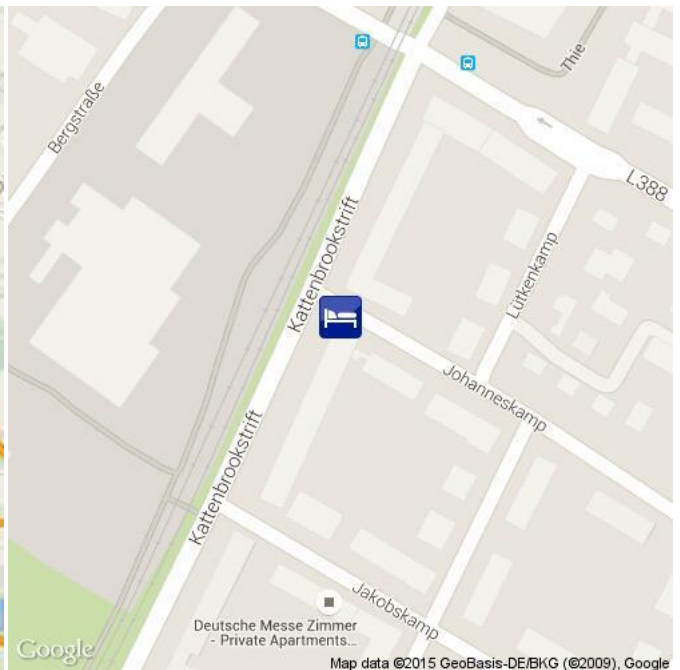 Thie
Bergstraße
L388
Kattenbrookstrift
Lütkenkamp
Johanneskamp
Kattenbrookstrift
Jakobskamp
Deutsche Messe Zimmer
- Private Apartments...
Google
Map data ©2015 GeoBasis-DE/BKG (©2009), Google